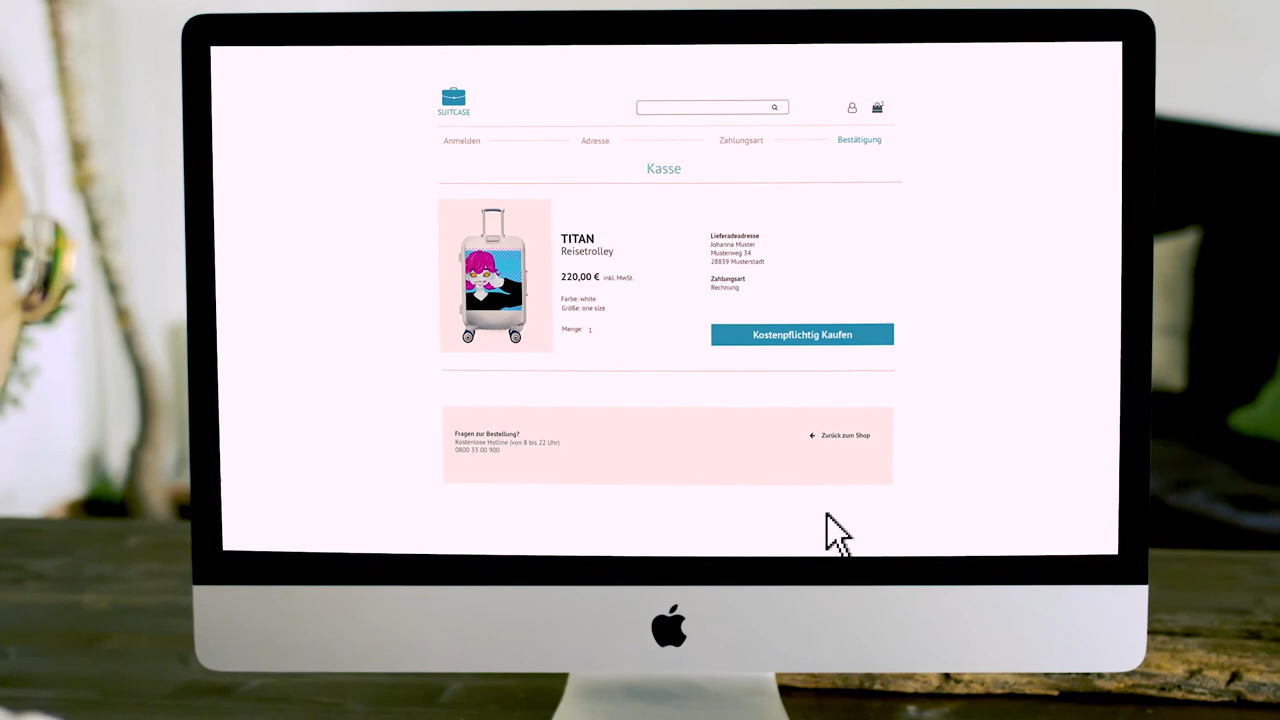 SUITCASE
1
Anmelden
Adresse
Zahlungsart
Bestätigung
Kasse
TITAN
Reisetrolley
220,00 € inkl. MwSt.
Farbe: white
Größe: one size
Menge: 1
Lieferadeadresse
Johanna Muster
Musterweg 34
28839 Musterstadt
Zahlungsart
Rechnung
Kostenpflichtig Kaufen
Fragen zur Bestellung?
Kostenlose Hotline (von 8 bis 22 Uhr)
0800 33 00 900
Zurück zum Shop